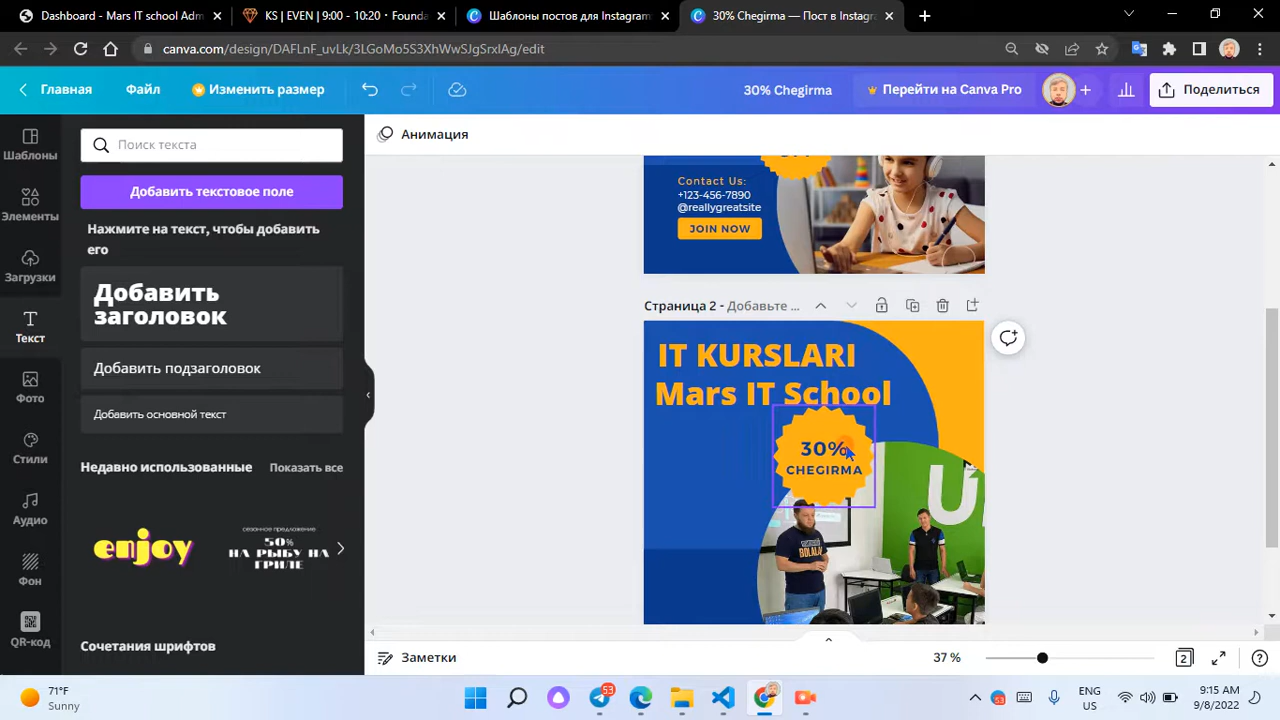 Dashboard - Mars IT school Adm
KS | EVEN | 9:00 - 10:20 • Founda
Шаблоны постов для Instagram
30% Chegirma — Пост в Instagr
canva.com/design/DAFLnF_uvLk/3LGoMo5S3XhWwSJgSrxlAg/edit
Главная
Файл
Изменить размер
30% Chegirma
Перейти на Canva Pro
Поделиться
Шаблоны
Элементы
Загрузки
Текст
Фото
Стили
Аудио
Фон
QR-код
Поиск текста
Добавить текстовое поле
Нажмите на текст, чтобы добавить
его
Добавить
заголовок
Добавить подзаголовок
Добавить основной текст
Недавно использованные
Показать все
enjoy
сезонное предложение
50%
НА РЫБУ НА
ГРИЛЕ
Сочетания шрифтов
Анимация
Contact Us:
+123-456-7890
@reallygreatsite
JOIN NOW
Страница 2 - Добавьте ...
IT KURSLARI
Mars IT School
30%
CHEGIRMA
BOLALA
Заметки
37 %
2
71°F
Sunny
53
53
ENG
US
9:15 AM
9/8/2022